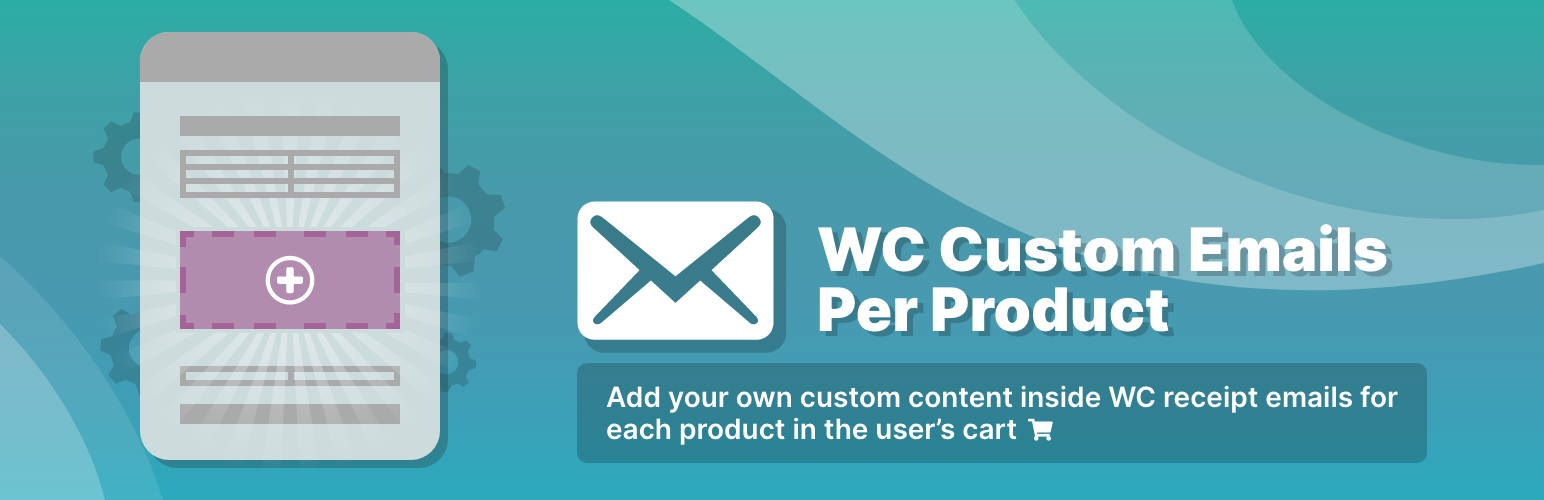 WC Custom Emails
Per Product
Add your own custom content inside WC receipt emails for
each product in the user’s cart